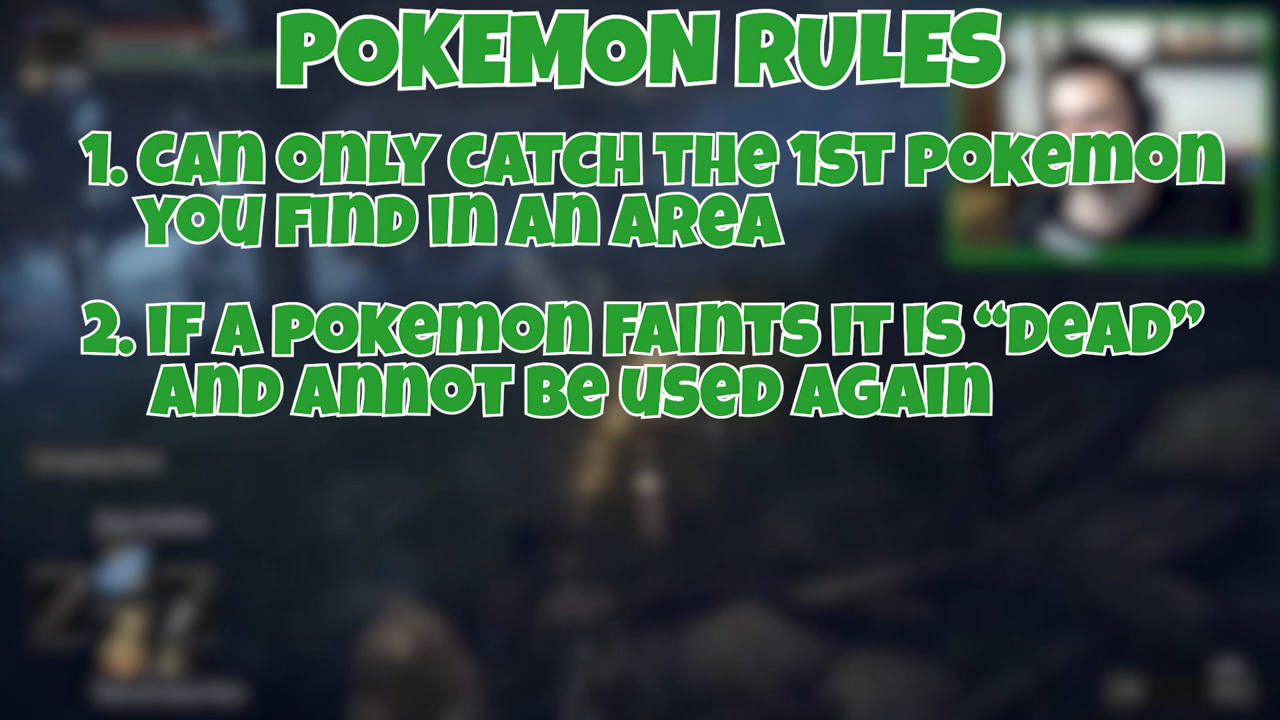 POKEMON RULES
1. CAN ONLY CATCH THE 1ST POKEMON
YOU FIND IN AN AREA
2. IF A POKEMON FAINTS IT IS “DEAD”
AND ANNOT BE USED AGAIN